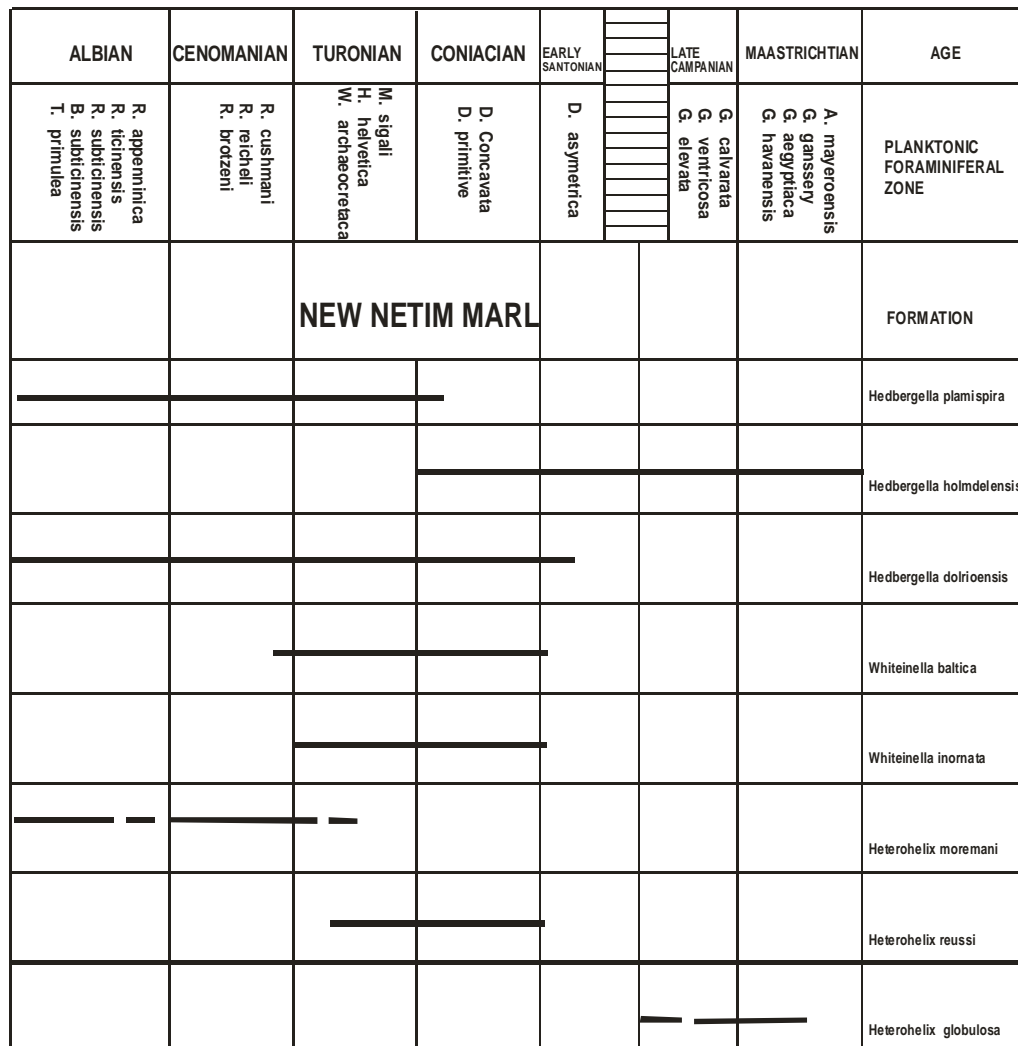 ALBIAN
CENOMANIAN
TURONIAN
CONIACIAN
EARLY
SANTONIAN
LATE
CAMPANIAN
MAASTRICHTIAN
AGE
R. appenninica
R. ticinensis
R. subticinensis
B. subticinensis
T. primulea
R. cushmani
R. reicheli
R. brotzeni
M. sigali
H. helvetica
W. archaeocretaca
D. Concavata
D. primitive
D. asymetrica
G. calvarata
G. ventricosa
G. elevata
A. mayeroensis
G. ganssery
G. aegyptiaca
G. havanensis
PLANKTONIC
FORAMINIFERAL
ZONE
NEW NETIM MARL
FORMATION
Hedbergella plamispira
Hedbergella holmdelensis
Hedbergella dolrioensis
Whiteinella baltica
Whiteinella inornata
Heterohelix moremani
Heterohelix reussi
Heterohelix globulosa